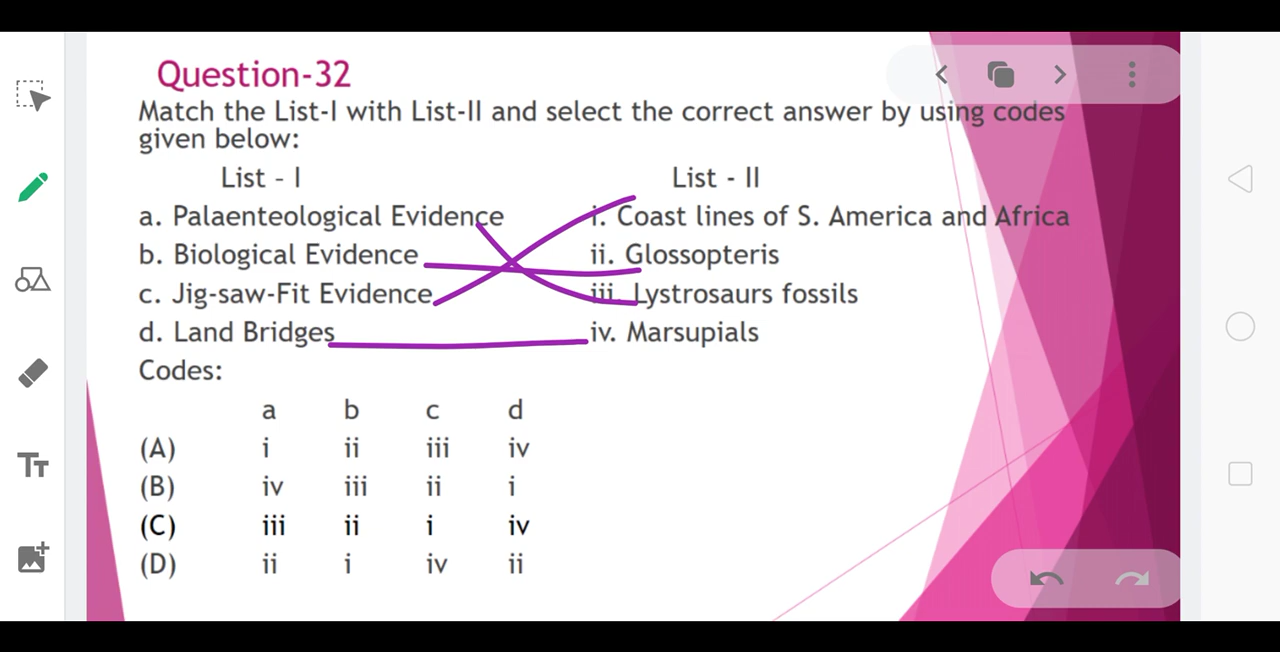 Question-32
Match the List-I with List-II and select the correct answer by using codes
given below:
List - I List - II
a. Palaenteological Evidence i. Coast lines of S. America and Africa
b. Biological Evidence ii. Glossopteris
c. Jig-saw-Fit Evidence iii. Lystrosaurs fossils
d. Land Bridges iv. Marsupials
Codes:
a b c d
(A) i ii iii iv
(B) iv iii ii i
(C) iii ii i iv
(D) ii i iv ii
TT